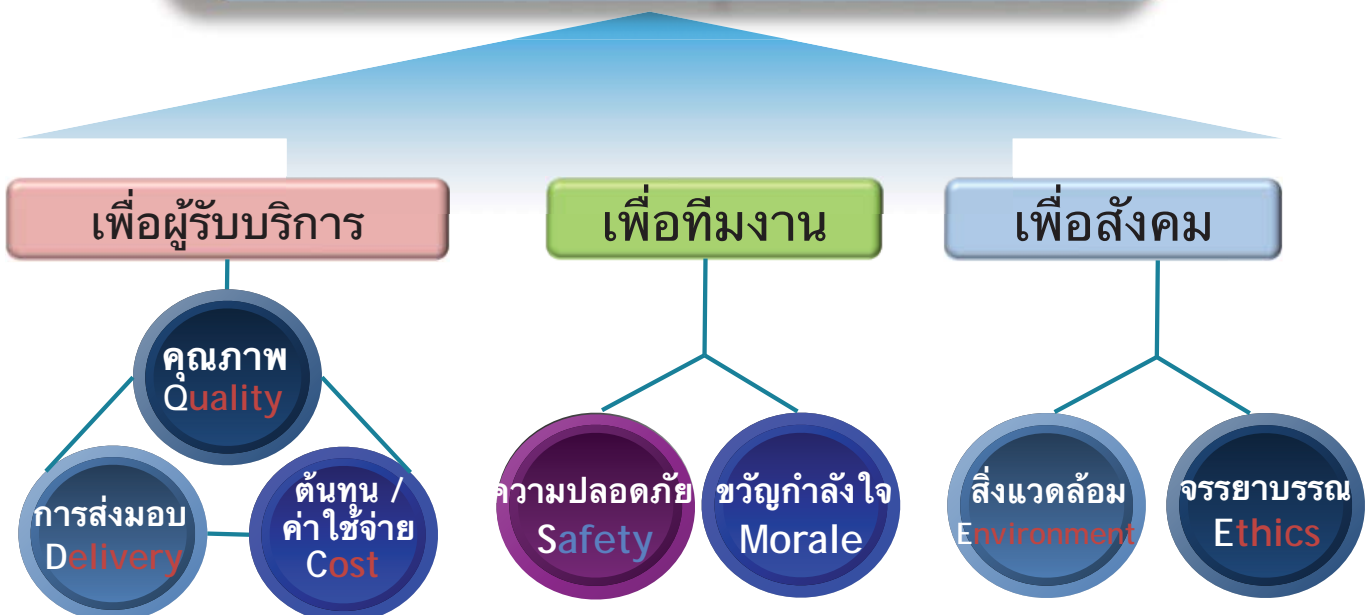 เพื่อผู้รับบริการ
เพื่อทีมงาน
เพื่อสังคม
คุณภาพ
Quality
การส่งมอบ
Delivery
ต้นทุน /
ค่าใช้จ่าย
Cost
ความปลอดภัย
Safety
ขวัญกำลังใจ
Morale
สิ่งแวดล้อม
Environment
จรรยาบรรณ
Ethics